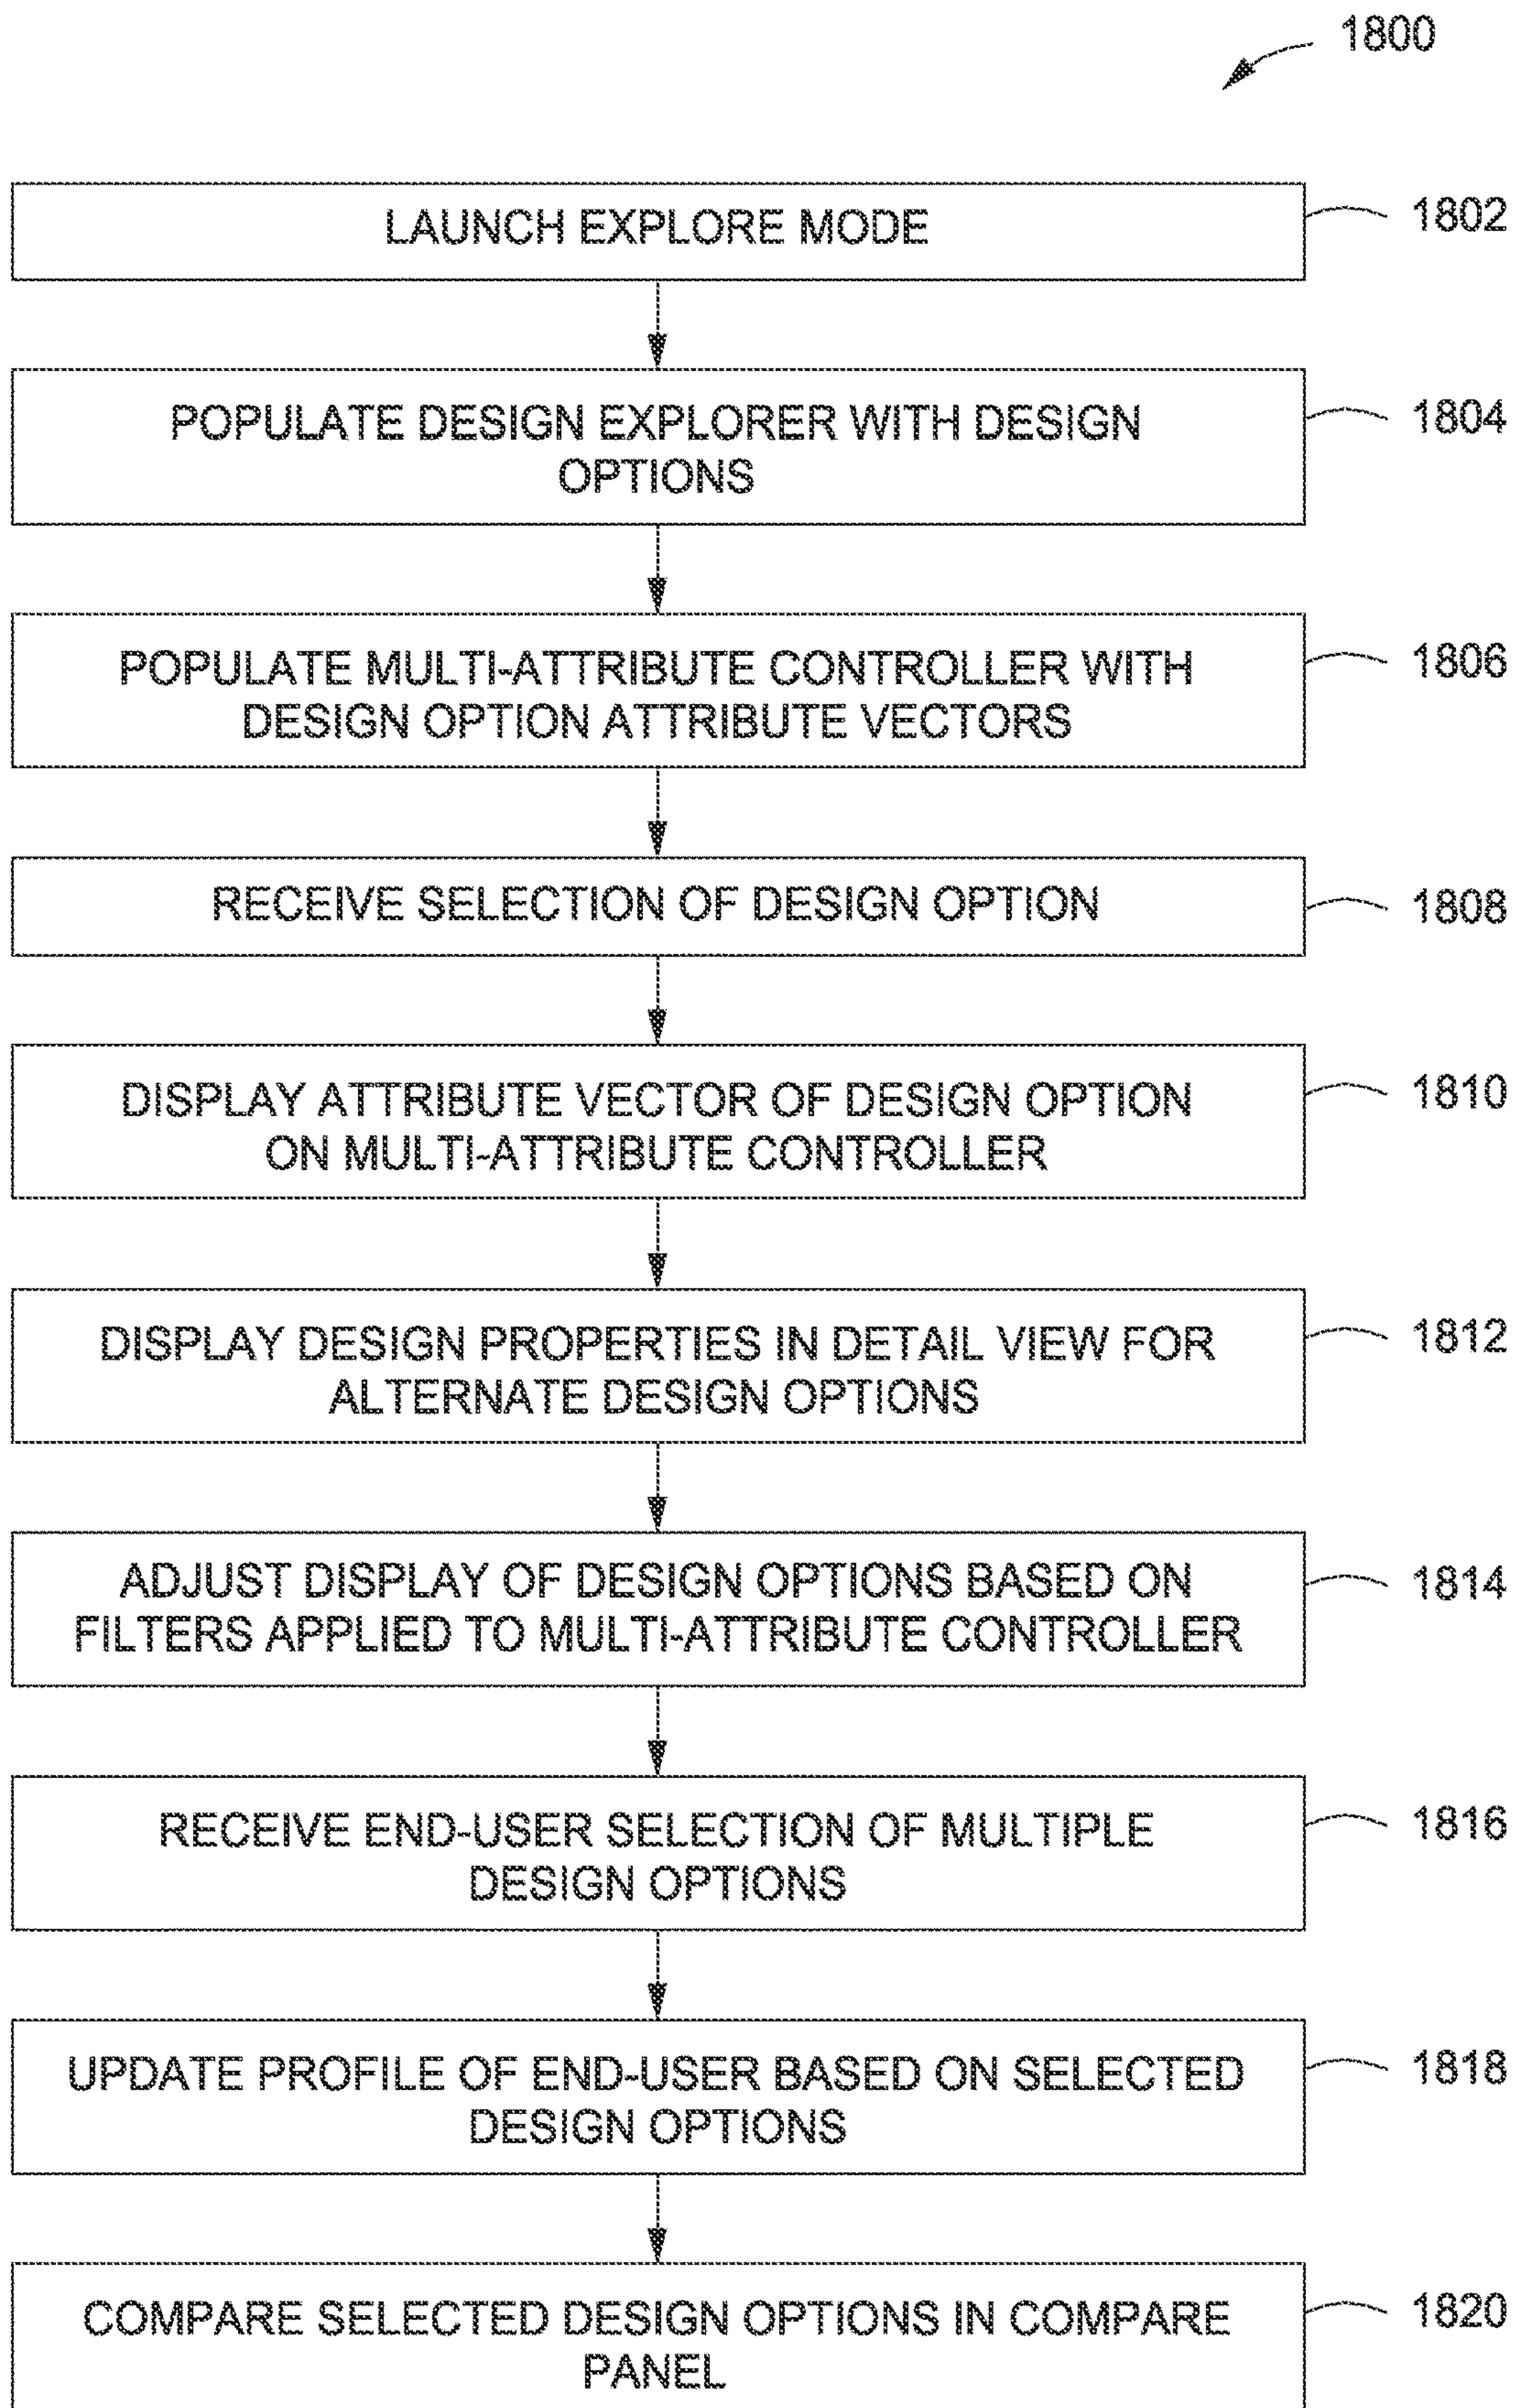 1800
LAUNCH EXPLORE MODE
1802
POPULATE DESIGN EXPLORER WITH DESIGN
OPTIONS
1804
POPULATE MULTI-ATTRIBUTE CONTROLLER WITH
DESIGN OPTION ATTRIBUTE VECTORS
1806
RECEIVE SELECTION OF DESIGN OPTION
1808
DISPLAY ATTRIBUTE VECTOR OF DESIGN OPTION
ON MULTI-ATTRIBUTE CONTROLLER
1810
DISPLAY DESIGN PROPERTIES IN DETAIL VIEW FOR
ALTERNATE DESIGN OPTIONS
1812
ADJUST DISPLAY OF DESIGN OPTIONS BASED ON
FILTERS APPLIED TO MULTI-ATTRIBUTE CONTROLLER
1814
RECEIVE END-USER SELECTION OF MULTIPLE
DESIGN OPTIONS
1816
UPDATE PROFILE OF END-USER BASED ON SELECTED
DESIGN OPTIONS
1818
COMPARE SELECTED DESIGN OPTIONS IN COMPARE
PANEL
1820